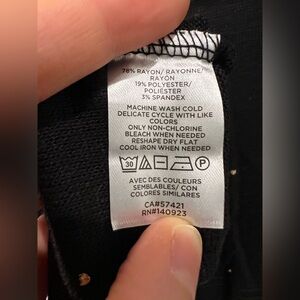 78% RAYON/ RAYONNE/
RAYON
19% POLYESTER/
POLIÉSTER
3% SPANDEX
MACHINE WASH COLD
DELICATE CYCLE WITH LIKE
COLORS
ONLY NON-CHLORINE
BLEACH WHEN NEEDED
RESHAPE DRY FLAT
COOL IRON WHEN NEEDED
30 P
AVEC DES COULEURS
SEMBLABLES/ CON
COLORES SIMILARES
CA#57421
RN#140923